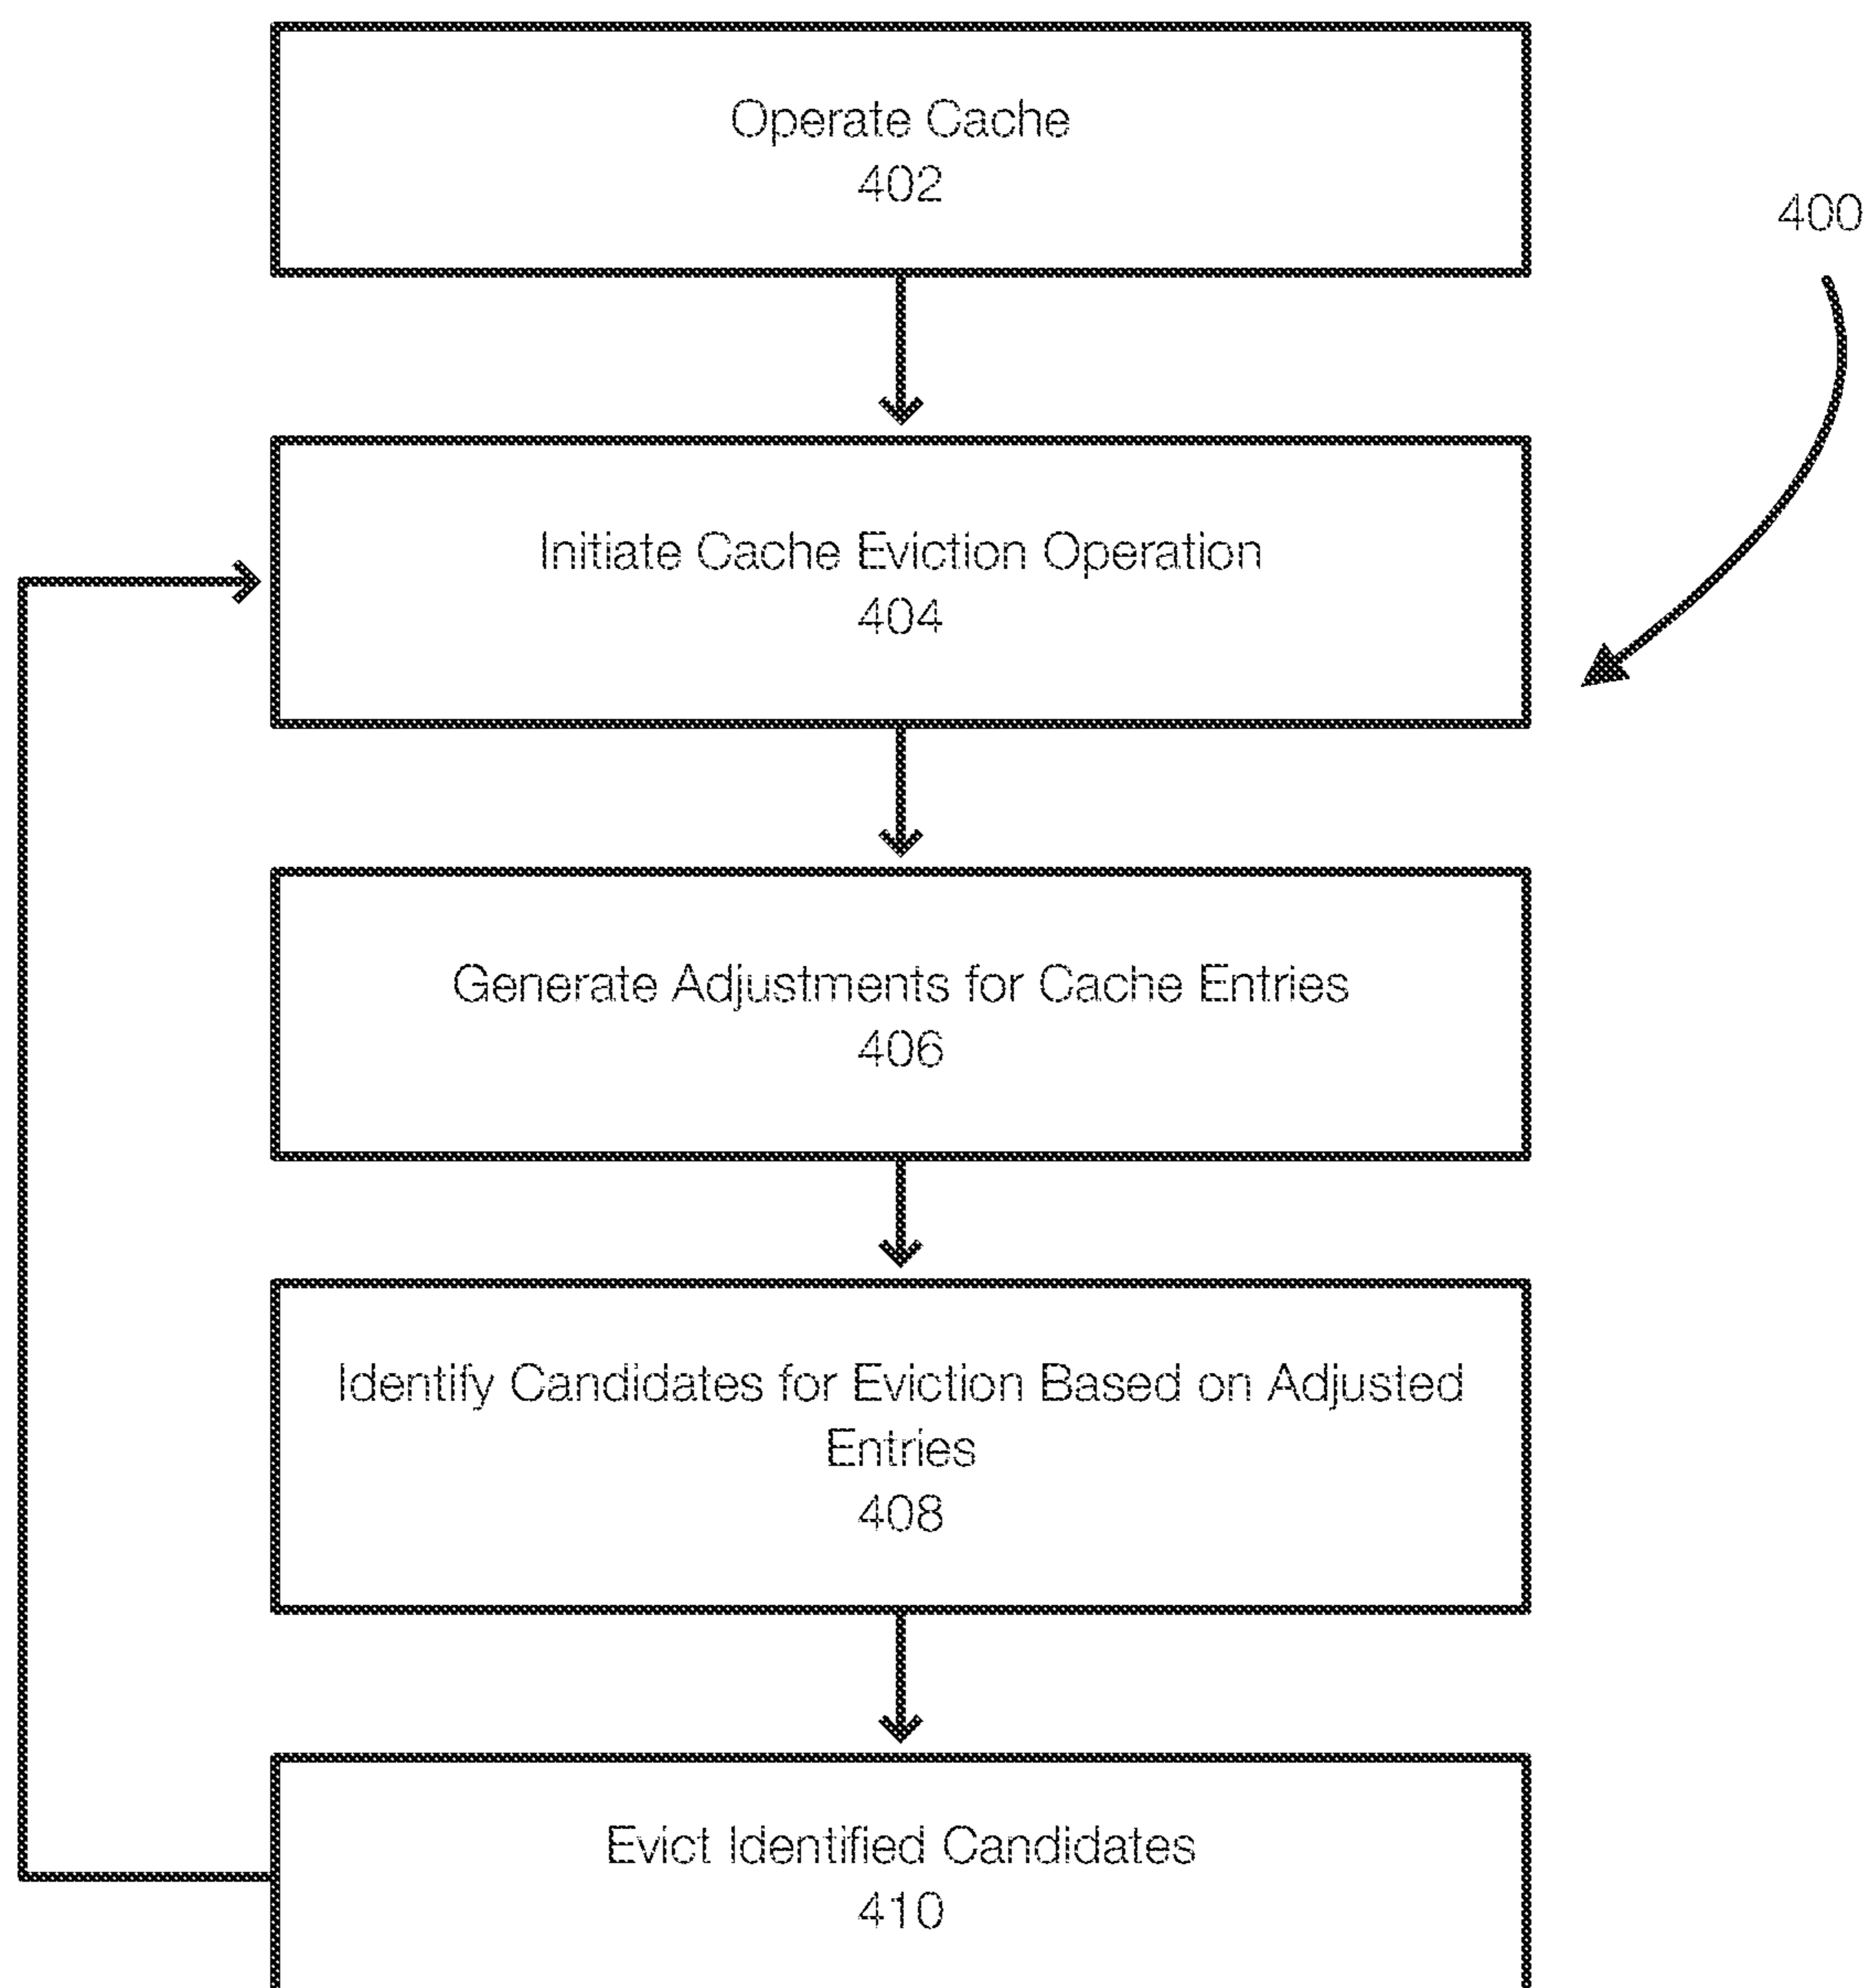 Operate Cache
402
400
Initiate Cache Eviction Operation
404
Generate Adjustments for Cache Entries
406
Identify Candidates for Eviction Based on Adjusted
Entries
408
Evict Identified Candidates
410